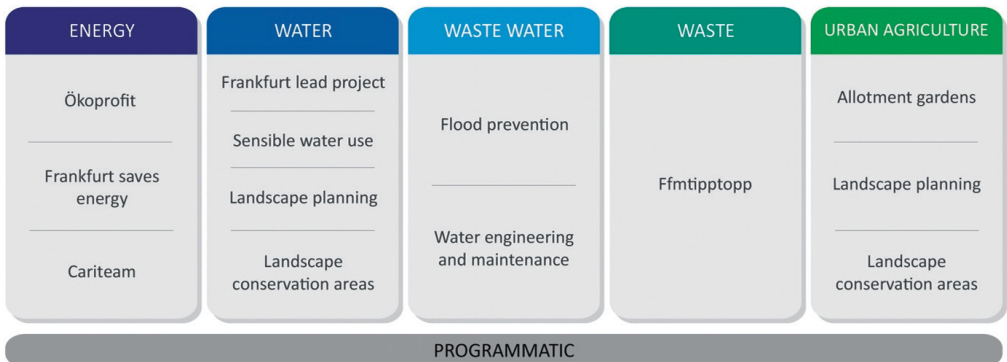 ENERGY
Ökoprofit
Frankfurt saves
energy
Cariteam
WATER
Frankfurt lead project
Sensible water use
Landscape planning
Landscape
conservation areas
WASTE WATER
Flood prevention
Water engineering
and maintenance
WASTE
Ffmtipptopp
URBAN AGRICULTURE
Allotment gardens
Landscape planning
Landscape
conservation areas
PROGRAMMATIC